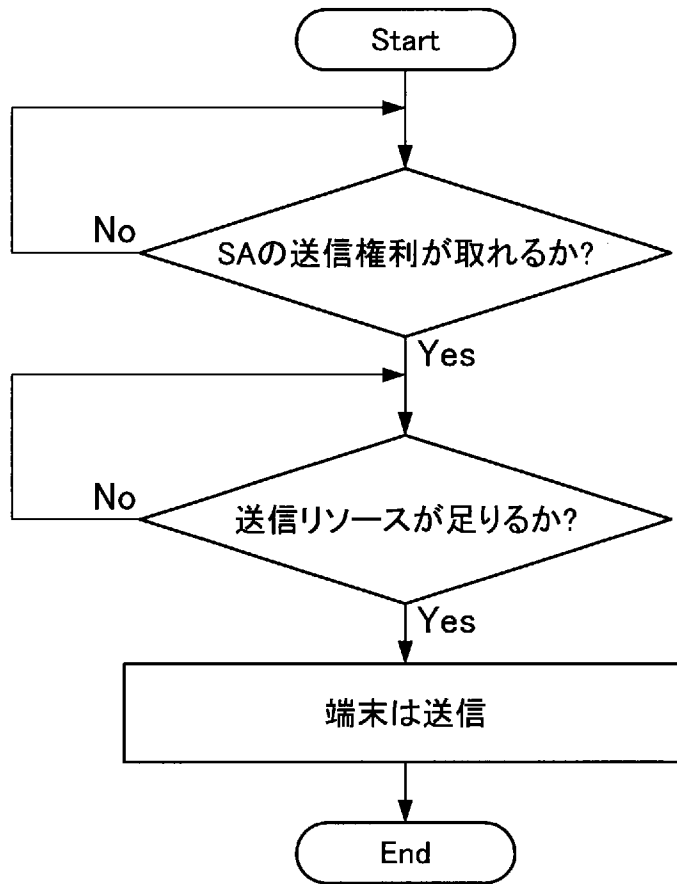 Start
No
SAの送信権利が取れるか?
Yes
No
送信リソースが足りるか?
Yes
端末は送信
End